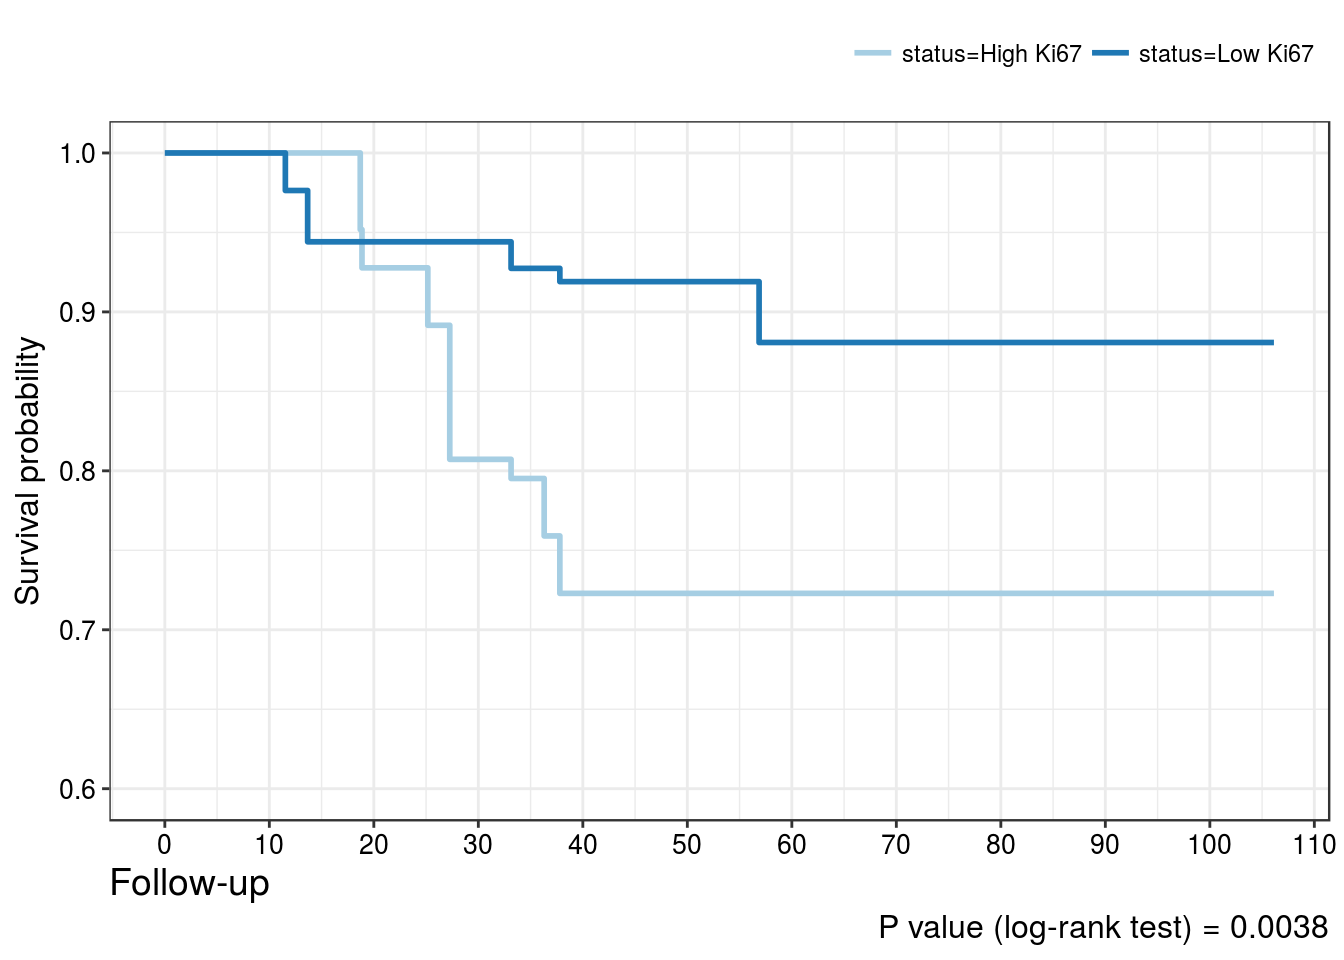 status=High Ki67 status=Low Ki67
1.0
0.9
0.8
0.7
0.6
Survival probability
0 10 20 30 40 50 60 70 80 90 100 110
Follow-up
P value (log-rank test) = 0.0038